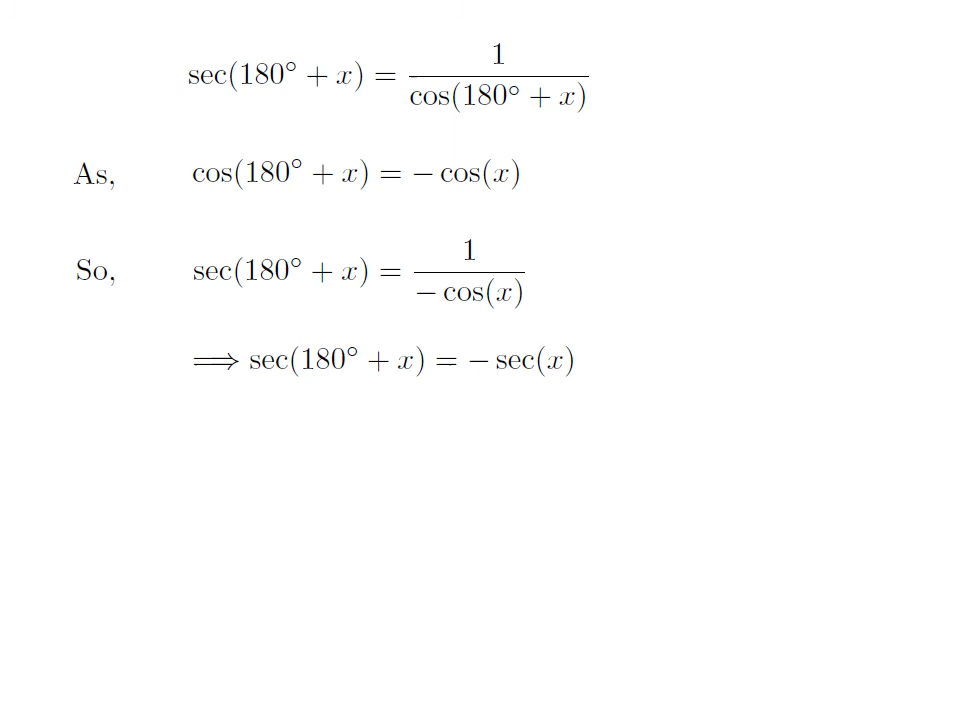 sec(180° + x) = 1 / cos(180° + x)
As, cos(180° + x) = − cos(x)
So, sec(180° + x) = 1 / − cos(x)
⟹ sec(180° + x) = − sec(x)